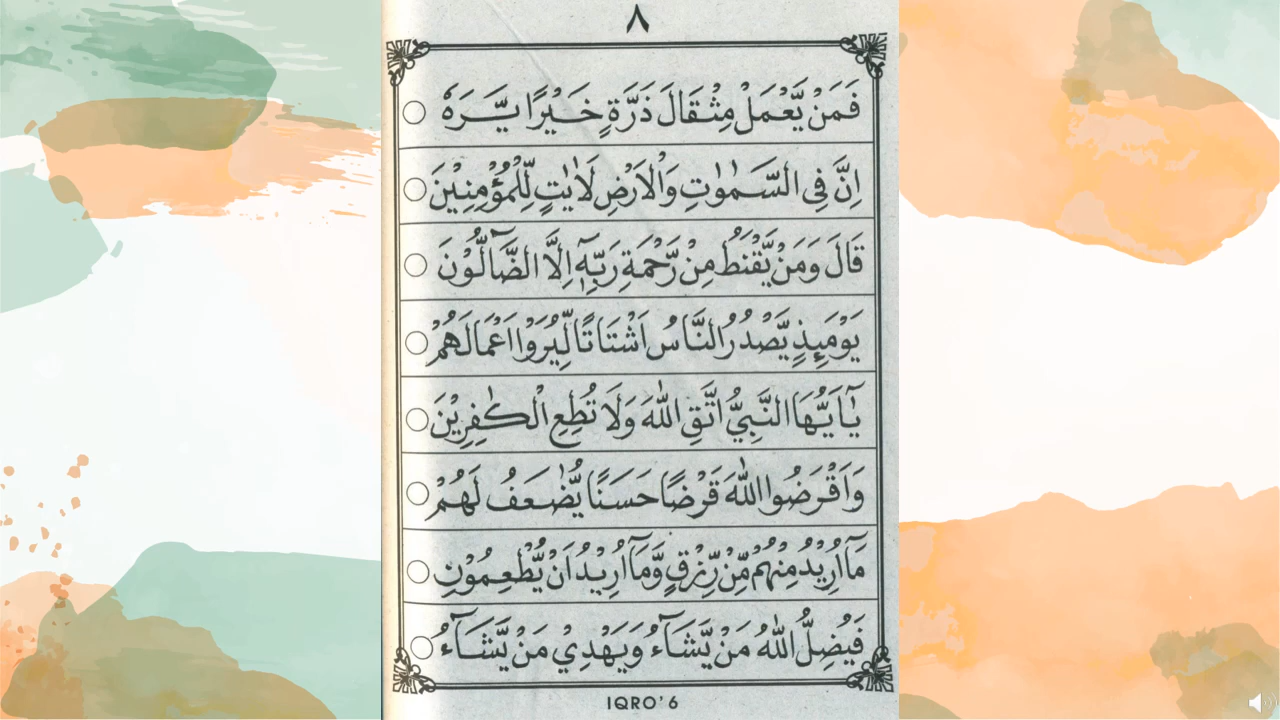 ٨
فَمَنْ يَّعْمَلْ مِثْقَالَ ذَرَّةٍ خَيْرًا يَّرَهٗ
اِنَّ فِى السَّمٰوٰتِ وَالْاَرْضِ لَاٰيٰتٍ لِّلْمُؤْمِنِيْنَ
قَالَ وَمَنْ يَّقْنَطُ مِنْ رَّحْمَةِ رَبِّهٖٓ اِلَّا الضَّاۤلُّوْنَ
يَوْمَىِٕذٍ يَّصْدُرُ النَّاسُ اَشْتَاتًا لِّيُرَوْا اَعْمَالَهُمْ
يٰٓاَيُّهَا النَّبِيُّ اتَّقِ اللّٰهَ وَلَا تُطِعِ الْكٰفِرِيْنَ
وَاَقْرَضُوا اللّٰهَ قَرْضًا حَسَنًا يُّضٰعَفُ لَهُمْ
مَآ اُرِيْدُ مِنْهُمْ مِّنْ رِّزْقٍ وَّمَآ اُرِيْدُ اَنْ يُّطْعِمُوْنِ
فَيُضِلُّ اللّٰهُ مَنْ يَّشَاۤءُ وَيَهْدِيْ مَنْ يَّشَاۤءُ
IQRO' 6